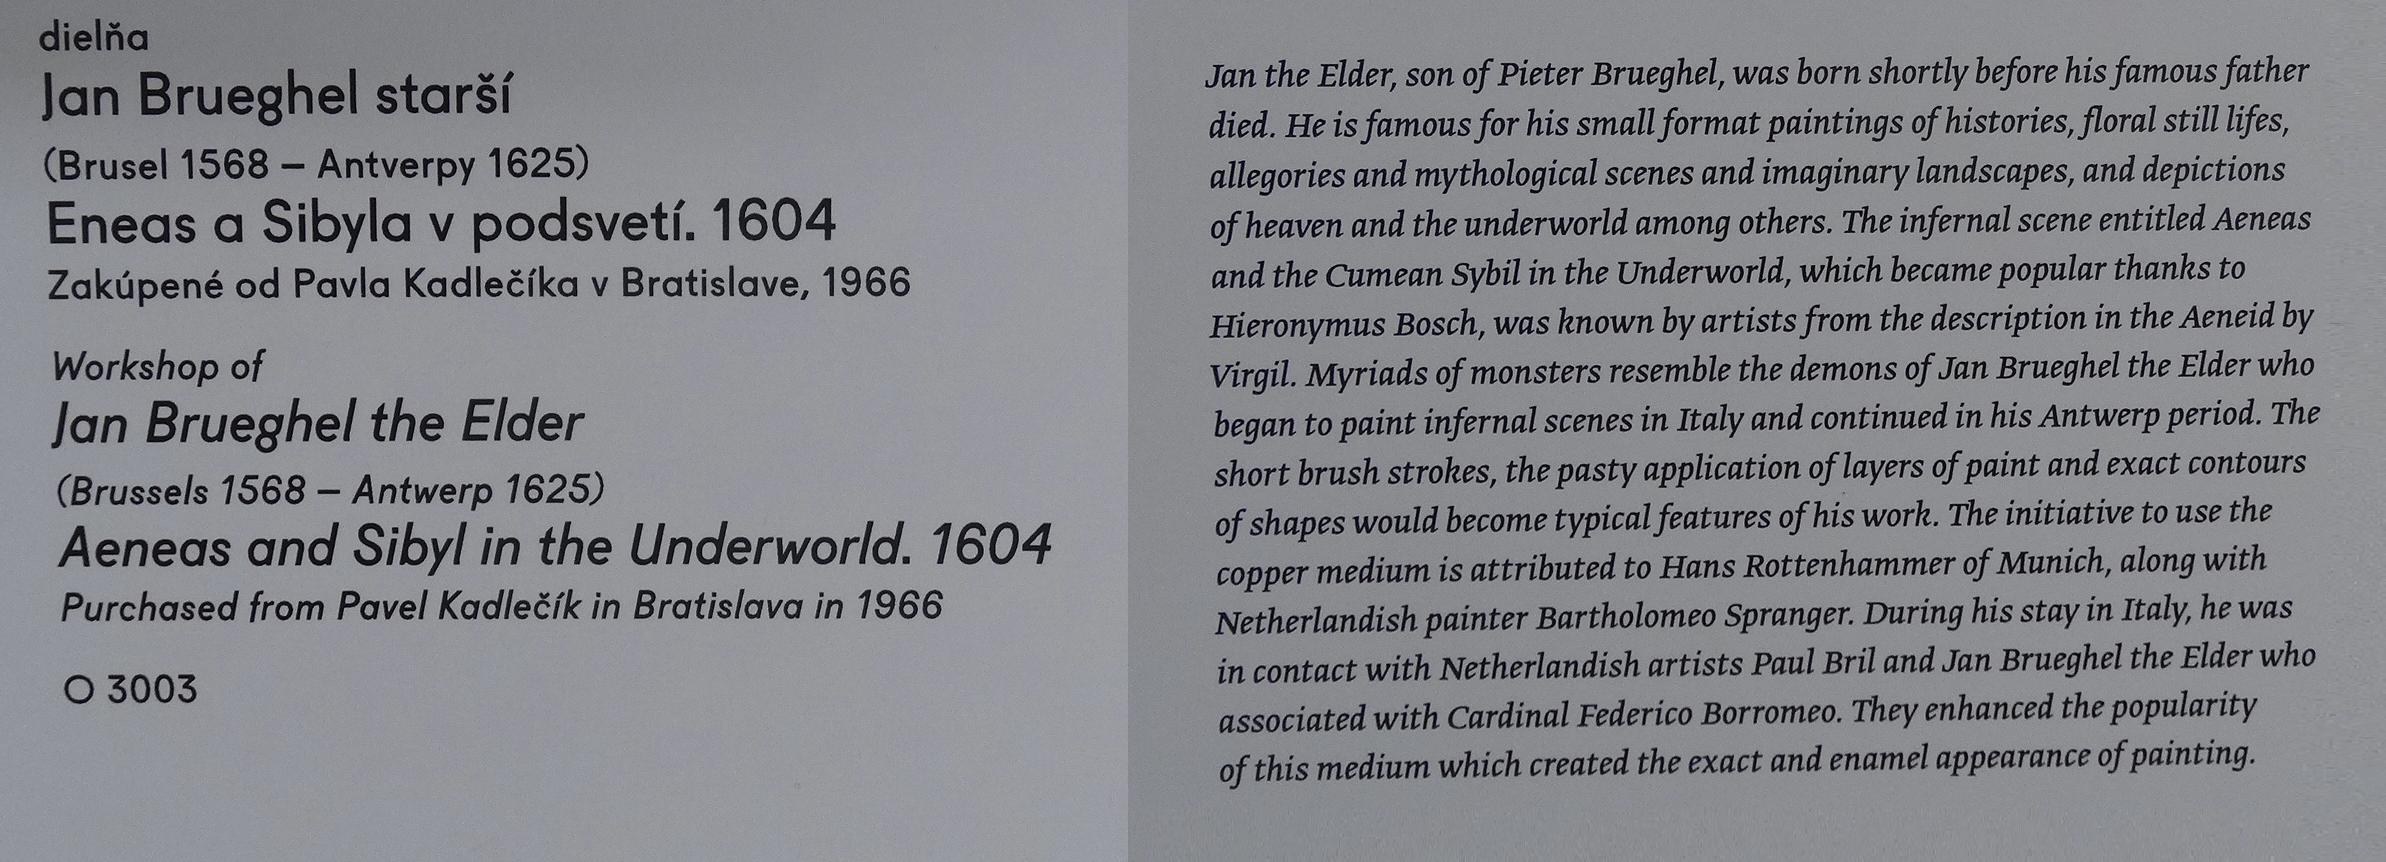 dielňa
Jan Brueghel starší
(Brusel 1568 – Antverpy 1625)
Eneas a Sibyla v podsvetí. 1604
Zakúpené od Pavla Kadlečíka v Bratislave, 1966
Workshop of
Jan Brueghel the Elder
(Brussels 1568 – Antwerp 1625)
Aeneas and Sibyl in the Underworld. 1604
Purchased from Pavel Kadlečík in Bratislava in 1966
O 3003
Jan the Elder, son of Pieter Brueghel, was born shortly before his famous father
died. He is famous for his small format paintings of histories, floral still lifes,
allegories and mythological scenes and imaginary landscapes, and depictions
of heaven and the underworld among others. The infernal scene entitled Aeneas
and the Cumean Sybil in the Underworld, which became popular thanks to
Hieronymus Bosch, was known by artists from the description in the Aeneid by
Virgil. Myriads of monsters resemble the demons of Jan Brueghel the Elder who
began to paint infernal scenes in Italy and continued in his Antwerp period. The
short brush strokes, the pasty application of layers of paint and exact contours
of shapes would become typical features of his work. The initiative to use the
copper medium is attributed to Hans Rottenhammer of Munich, along with
Netherlandish painter Bartholomeo Spranger. During his stay in Italy, he was
in contact with Netherlandish artists Paul Bril and Jan Brueghel the Elder who
associated with Cardinal Federico Borromeo. They enhanced the popularity
of this medium which created the exact and enamel appearance of painting.